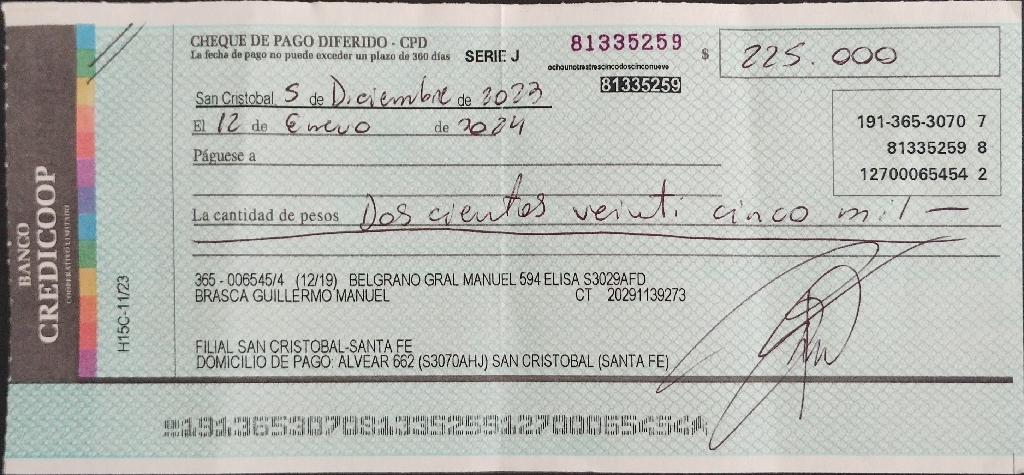 CHEQUE DE PAGO DIFERIDO - CPD
La fecha de pago no puede exceder un plazo de 360 días
SERIE J
81335259
ochounotrestrescincodoscinconueve
81335259
$ 225.000
San Cristobal, 5 de Diciembre de 2023
El 12 de Enero de 2024
191-365-3070 7
81335259 8
12700065454 2
Páguese a
La cantidad de pesos Dos cientos veinti cinco mil —
365 - 006545/4 (12/19) BELGRANO GRAL MANUEL 594 ELISA S3029AFD
BRASCA GUILLERMO MANUEL CT 20291139273
FILIAL SAN CRISTOBAL-SANTA FE
DOMICILIO DE PAGO: ALVEAR 662 (S3070AHJ) SAN CRISTOBAL (SANTA FE)
BANCO
CREDICOOP
COOPERATIVO LIMITADO
H15C-11/23